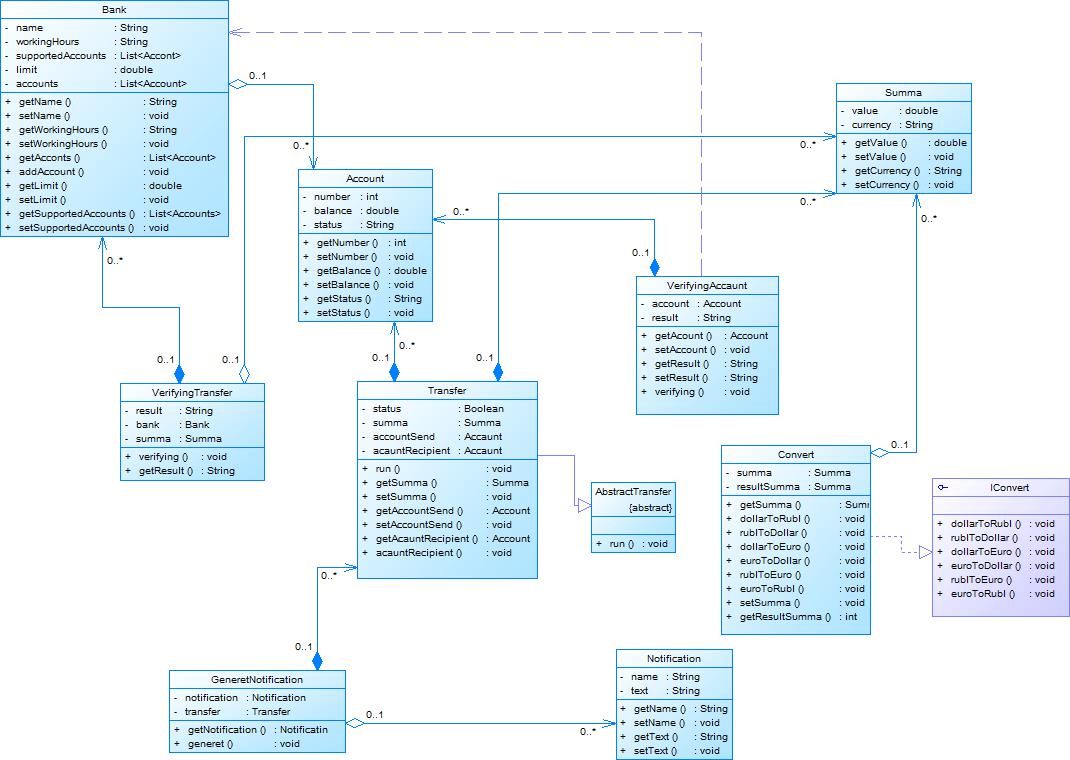 Bank
- name : String
- workingHours : String
- supportedAccounts : List<Accont>
- limit : double
- accounts : List<Account>
+ getName () : String
+ setName () : void
+ getWorkingHours () : String
+ setWorkingHours () : void
+ getAcconts () : List<Account>
+ addAccount () : void
+ getLimit () : double
+ setLimit () : void
+ getSupportedAccounts () : List<Accounts>
+ setSupportedAccounts () : void
0..1
0..*
0..*
Account
- number : int
- balance : double
- status : String
+ getNumber () : int
+ setNumber () : void
+ getBalance () : double
+ setBalance () : void
+ getStatus () : String
+ setStatus () : void
0..*
0..*
Summa
- value : double
- currency : String
+ getValue () : double
+ setValue () : void
+ getCurrency () : String
+ setCurrency () : void
0..*
0..*
0..*
0..1
VerifyingAccaunt
- account : Account
- result : String
+ getAcount () : Account
+ setAccount () : void
+ getResult () : String
+ setResult () : String
+ verifying () : void
0..1
0..1
VerifyingTransfer
- result : String
- bank : Bank
- summa : Summa
+ verifying () : void
+ getResult () : String
0..1
0..1
Transfer
- status : Boolean
- summa : Summa
- accountSend : Accaunt
- acauntRecipient : Accaunt
+ run () : void
+ getSumma () : Summa
+ setSumma () : void
+ getAccountSend () : Account
+ setAccountSend () : void
+ getAcauntRecipient () : Account
+ acauntRecipient () : void
0..*
AbstractTransfer
{abstract}
+ run () : void
0..1
Convert
- summa : Summa
- resultSumma : Summa
+ getSumma () : Sumr
+ dollarToRubl () : void
+ rublToDollar () : void
+ dollarToEuro () : void
+ euroToDollar () : void
+ rublToEuro () : void
+ euroToRubl () : void
+ setSumma () : void
+ getResultSumma () : int
IConvert
+ dollarToRubl () : void
+ rublToDollar () : void
+ dollarToEuro () : void
+ euroToDollar () : void
+ rublToEuro () : void
+ euroToRubl () : void
0..1
GeneretNotification
- notification : Notification
- transfer : Transfer
+ getNotification () : Notificatin
+ generet () : void
0..1
0..*
Notification
- name : String
- text : String
+ getName () : String
+ setName () : void
+ getText () : String
+ setText () : void